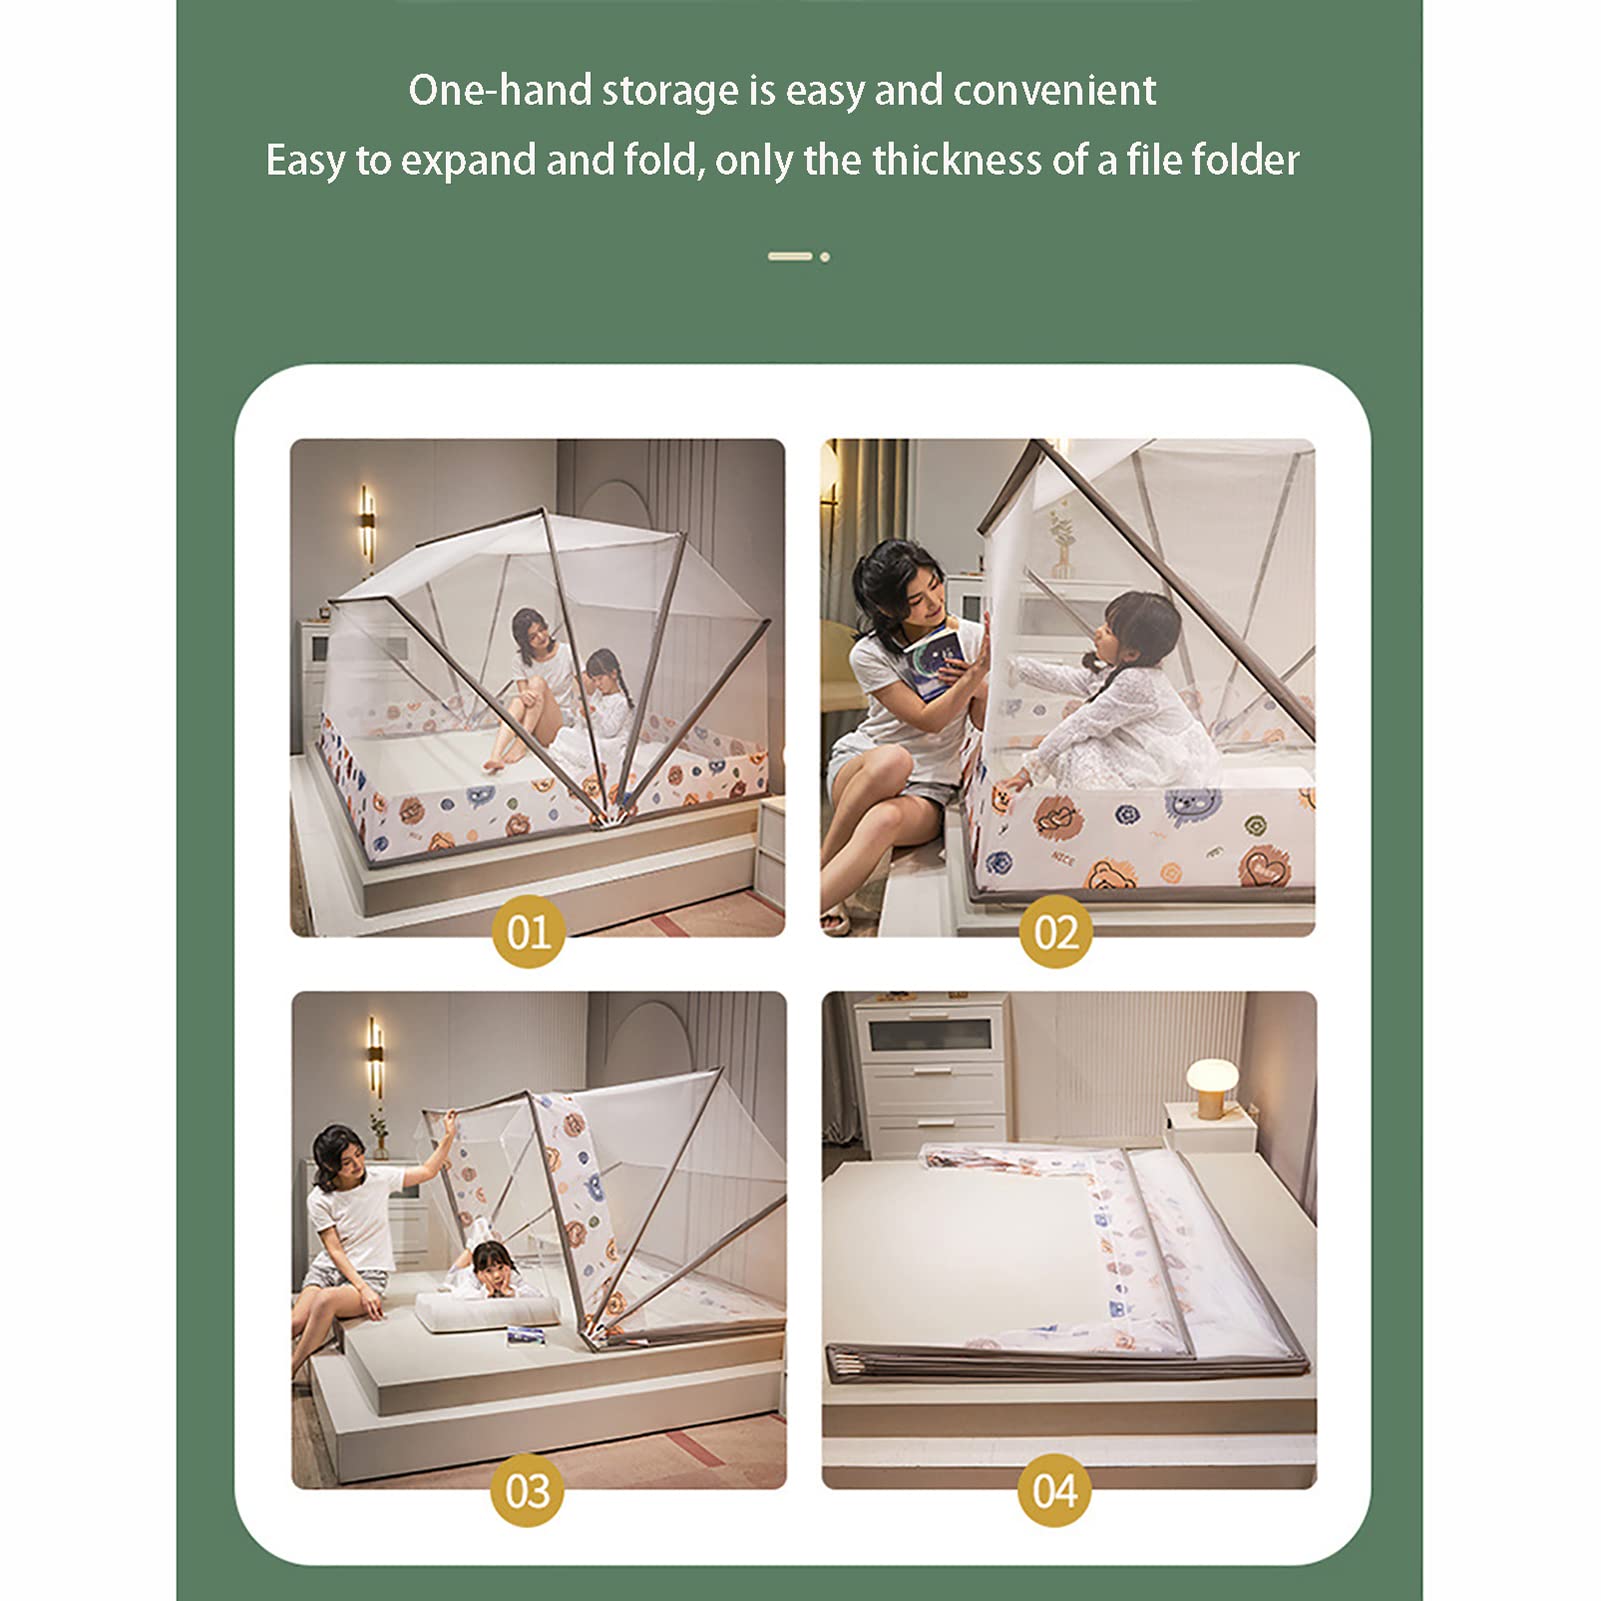 One-hand storage is easy and convenient
Easy to expand and fold, only the thickness of a file folder
01
02
NICE
03
04